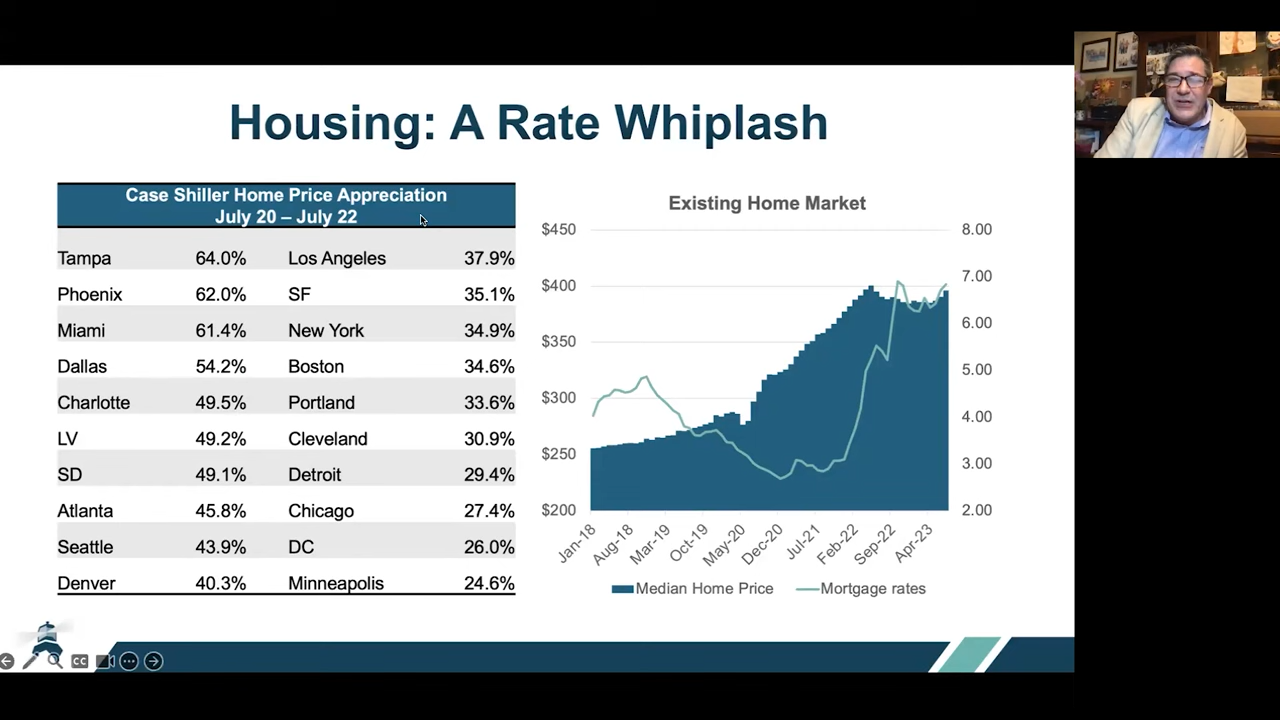 Housing: A Rate Whiplash
Case Shiller Home Price Appreciation
July 20 – July 22
Tampa 64.0% Los Angeles 37.9%
Phoenix 62.0% SF 35.1%
Miami 61.4% New York 34.9%
Dallas 54.2% Boston 34.6%
Charlotte 49.5% Portland 33.6%
LV 49.2% Cleveland 30.9%
SD 49.1% Detroit 29.4%
Atlanta 45.8% Chicago 27.4%
Seattle 43.9% DC 26.0%
Denver 40.3% Minneapolis 24.6%
Existing Home Market
$450 8.00
7.00
$400
6.00
$350
5.00
$300
4.00
$250
3.00
$200 2.00
Jan-18 Aug-18 Mar-19 Oct-19 May-20 Dec-20 Jul-21 Feb-22 Sep-22 Apr-23
Median Home Price Mortgage rates
CC